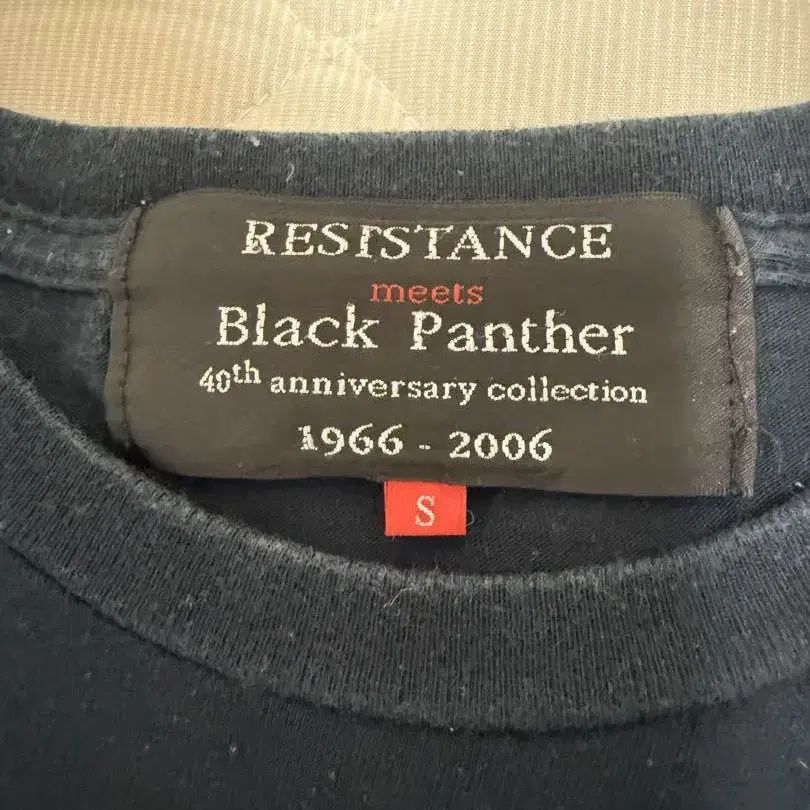 RESISTANCE
meets
Black Panther
40th anniversary collection
1966 - 2006
S